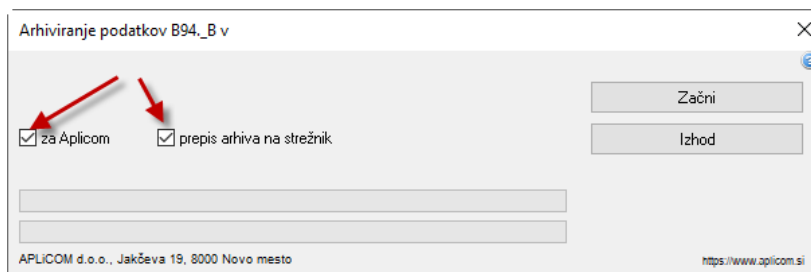 Arhiviranje podatkov B94._B v
Začni
za Aplicom prepis arhiva na strežnik
Izhod
APLiCOM d.o.o., Jakčeva 19, 8000 Novo mesto
https://www.aplicom.si